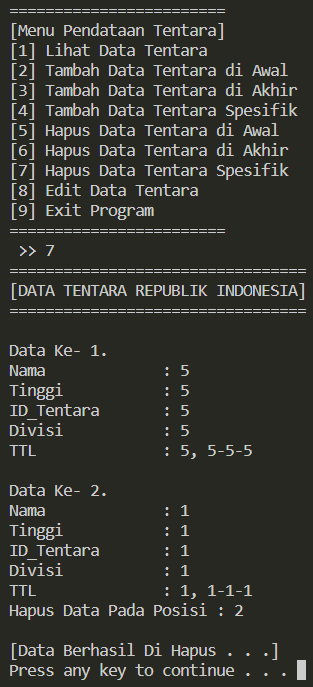 ========================
[Menu Pendataan Tentara]
[1] Lihat Data Tentara
[2] Tambah Data Tentara di Awal
[3] Tambah Data Tentara di Akhir
[4] Tambah Data Tentara Spesifik
[5] Hapus Data Tentara di Awal
[6] Hapus Data Tentara di Akhir
[7] Hapus Data Tentara Spesifik
[8] Edit Data Tentara
[9] Exit Program
========================
>> 7
=================================
[DATA TENTARA REPUBLIK INDONESIA]
=================================
Data Ke- 1.
Nama : 5
Tinggi : 5
ID_Tentara : 5
Divisi : 5
TTL : 5, 5-5-5
Data Ke- 2.
Nama : 1
Tinggi : 1
ID_Tentara : 1
Divisi : 1
TTL : 1, 1-1-1
Hapus Data Pada Posisi : 2
[Data Berhasil Di Hapus . . .]
Press any key to continue . . .